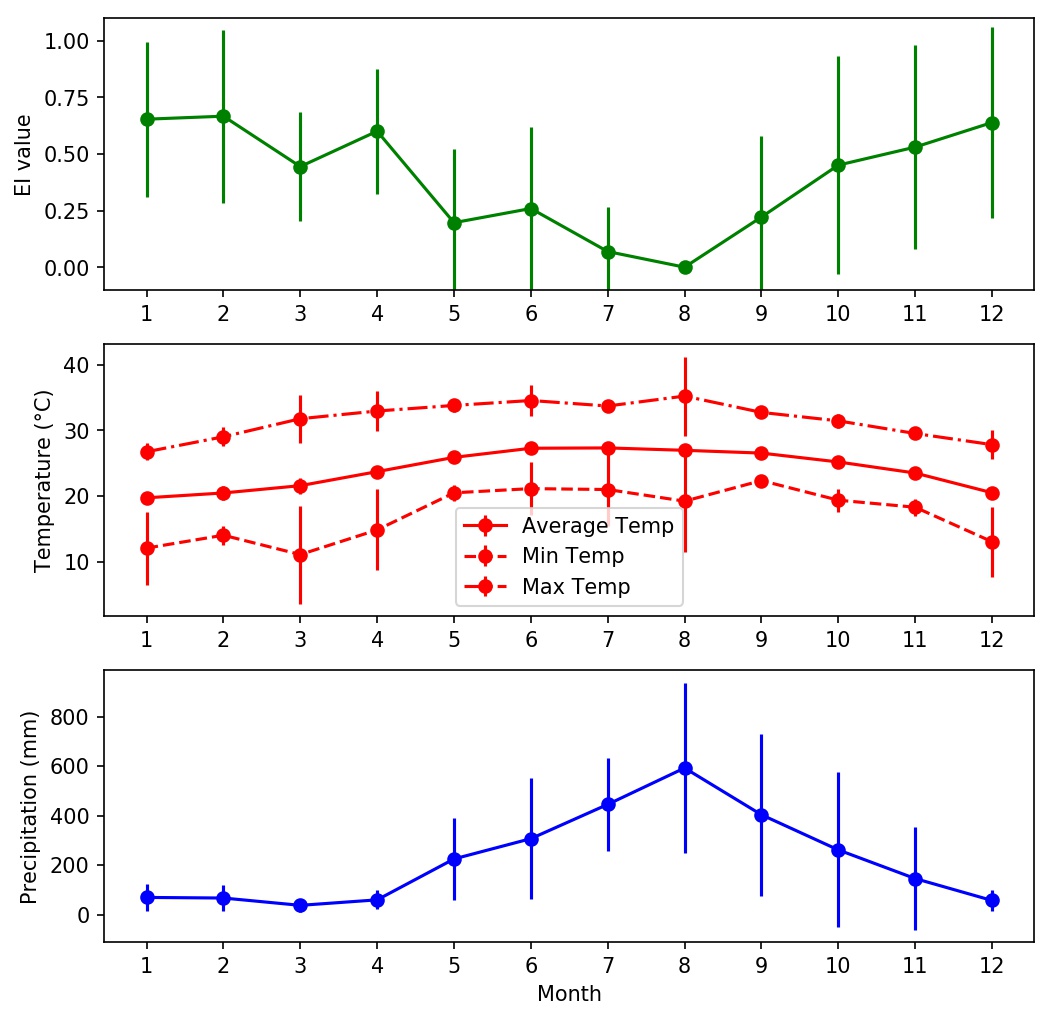 1.00
0.75
0.50
0.25
0.00
EI value
1 2 3 4 5 6 7 8 9 10 11 12
40
30
20
10
Temperature (°C)
Average Temp
Min Temp
Max Temp
1 2 3 4 5 6 7 8 9 10 11 12
800
600
400
200
0
Precipitation (mm)
1 2 3 4 5 6 7 8 9 10 11 12
Month